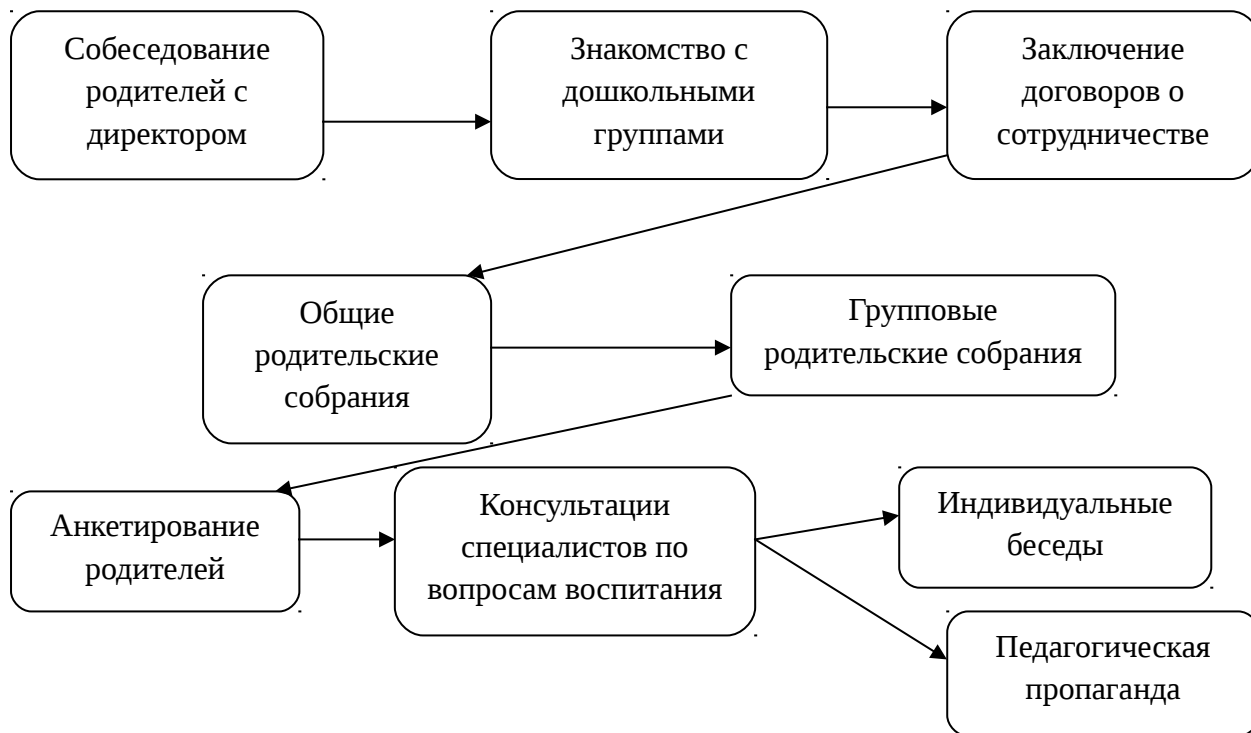 Собеседование
родителей с
директором
Знакомство с
дошкольными
группами
Заключение
договоров о
сотрудничестве
Общие
родительские
собрания
Групповые
родительские собрания
Анкетирование
родителей
Консультации
специалистов по
вопросам воспитания
Индивидуальные
беседы
Педагогическая
пропаганда